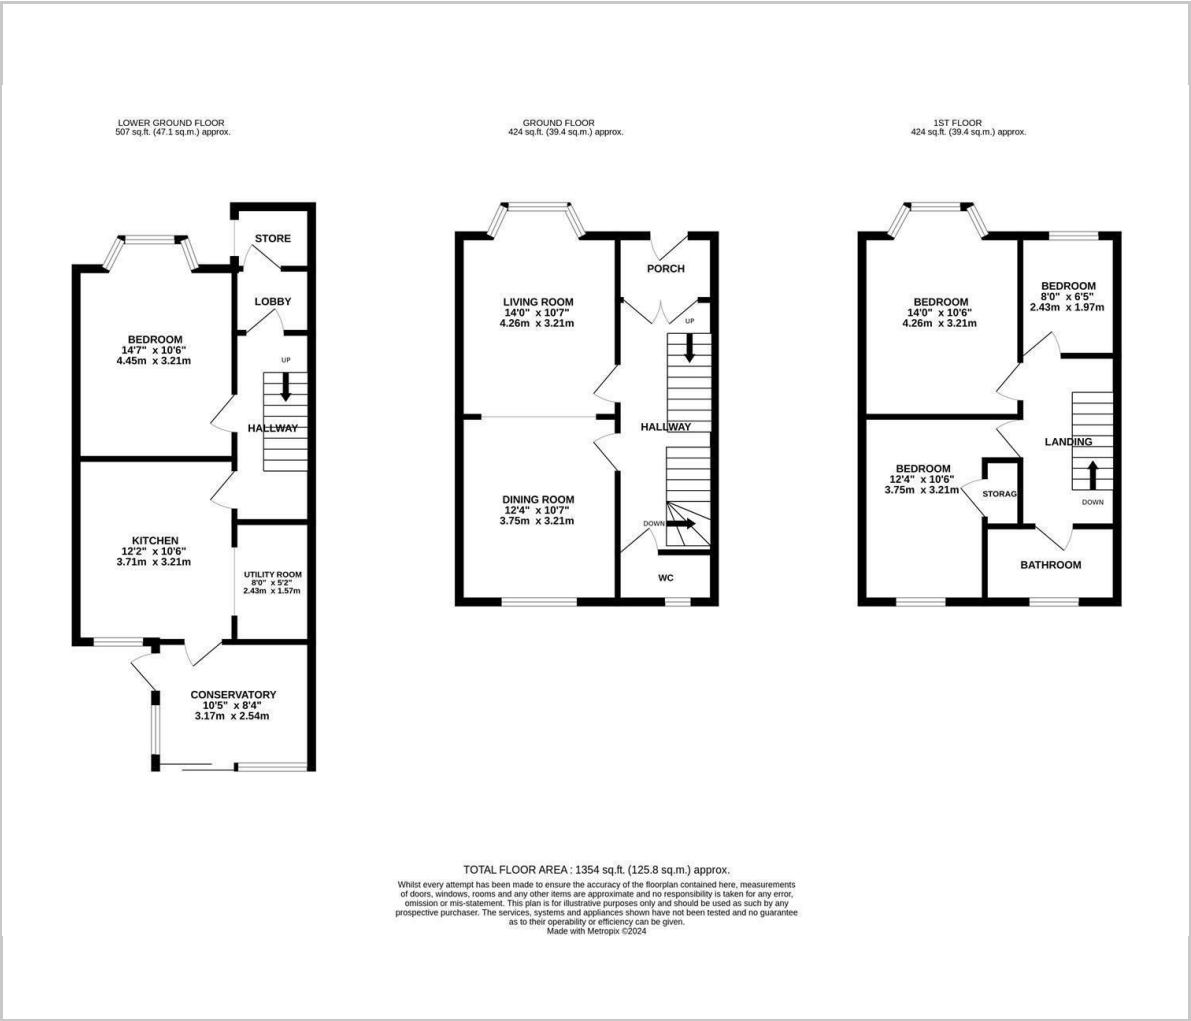 LOWER GROUND FLOOR
507 sq.ft. (47.1 sq.m.) approx.
STORE
LOBBY
BEDROOM
14'7" x 10'6"
4.45m x 3.21m
UP
HALLWAY
KITCHEN
12'2" x 10'6"
3.71m x 3.21m
UTILITY ROOM
8'0" x 5'2"
2.43m x 1.57m
CONSERVATORY
10'5" x 8'4"
3.17m x 2.54m
GROUND FLOOR
424 sq.ft. (39.4 sq.m.) approx.
PORCH
LIVING ROOM
14'0" x 10'7"
4.26m x 3.21m
UP
HALLWAY
DINING ROOM
12'4" x 10'7"
3.75m x 3.21m
DOWN
WC
1ST FLOOR
424 sq.ft. (39.4 sq.m.) approx.
BEDROOM
14'0" x 10'6"
4.26m x 3.21m
BEDROOM
8'0" x 6'5"
2.43m x 1.97m
LANDING
BEDROOM
12'4" x 10'6"
3.75m x 3.21m
STORAG
DOWN
BATHROOM
TOTAL FLOOR AREA : 1354 sq.ft. (125.8 sq.m.) approx.
Whilst every attempt has been made to ensure the accuracy of the floorplan contained here, measurements
of doors, windows, rooms and any other items are approximate and no responsibility is taken for any error,
omission or mis-statement. This plan is for illustrative purposes only and should be used as such by any
prospective purchaser. The services, systems and appliances shown have not been tested and no guarantee
as to their operability or efficiency can be given.
Made with Metropix ©2024